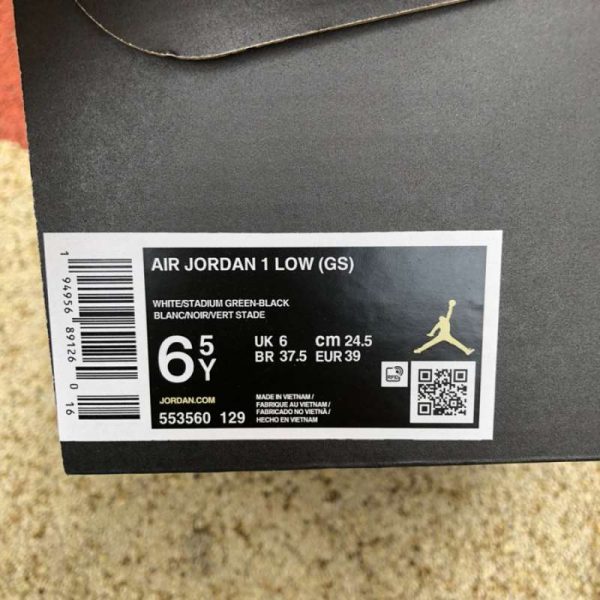 AIR JORDAN 1 LOW (GS)
WHITE/STADIUM GREEN-BLACK
BLANC/NOIR/VERT STADE
6 5Y
UK 6 cm 24.5
BR 37.5 EUR 39
JORDAN.COM
553560 129
MADE IN VIETNAM /
FABRIQUE AU VIETNAM /
FABRICADO NO VIETNÃ /
HECHO EN VIETNAM
RFID
1 94956 89126 0 16